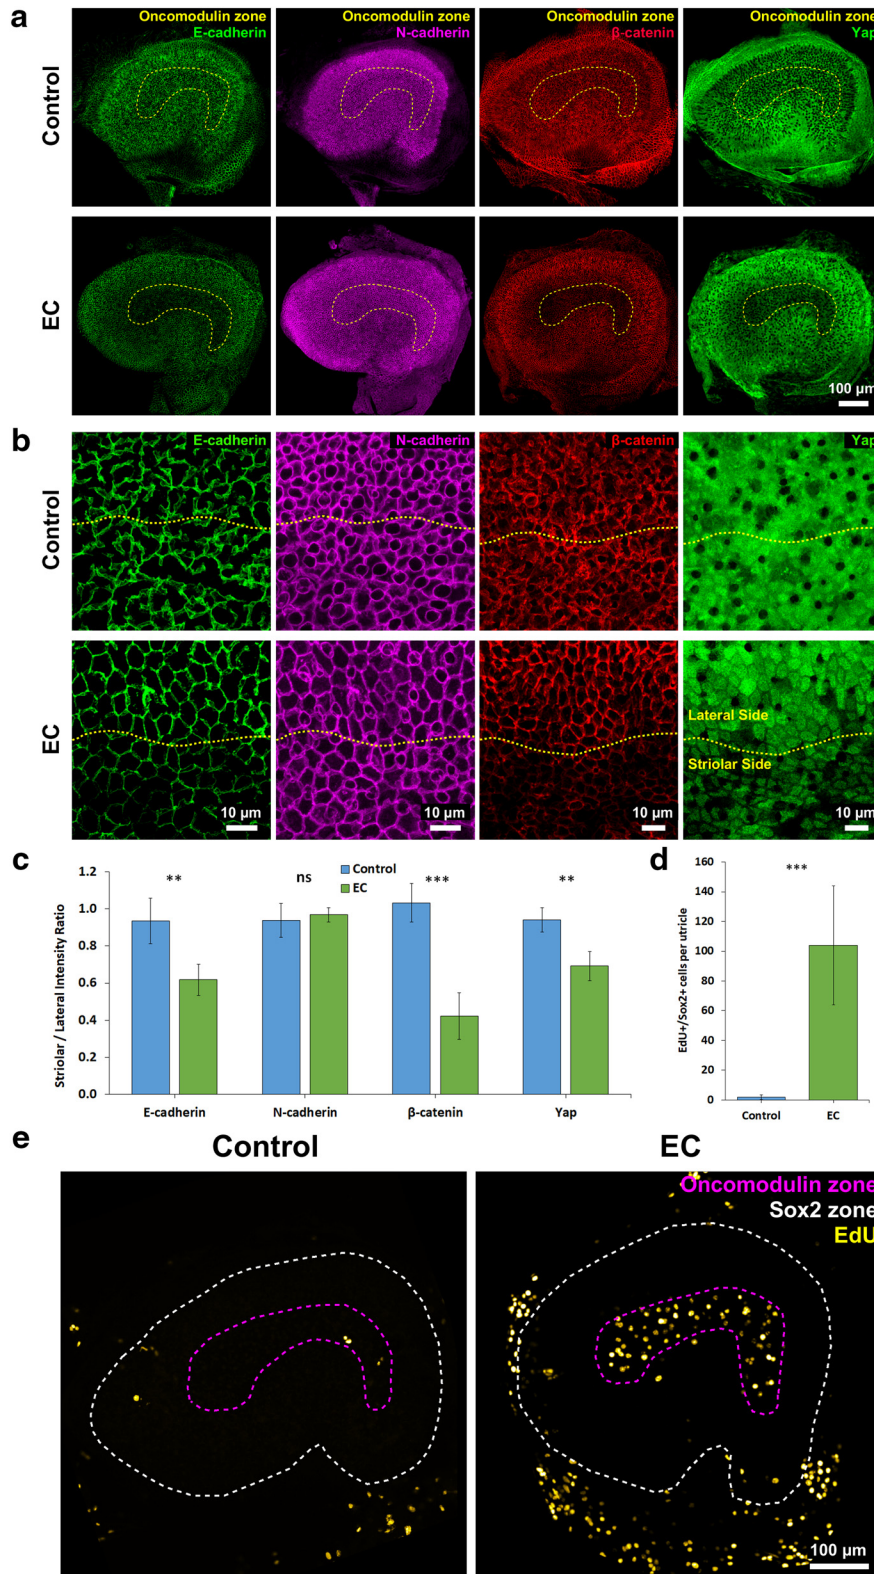 a
Oncomodulin zone
E-cadherin
Oncomodulin zone
N-cadherin
Oncomodulin zone
β-catenin
Oncomodulin zone
Yap
Control
EC
100 μm
b
E-cadherin
N-cadherin
β-catenin
Yap
Control
EC
Lateral Side
Striolar Side
10 μm
10 μm
10 μm
10 μm
c
Striolar / Lateral Intensity Ratio
1.2
1.0
0.8
0.6
0.4
0.2
0.0
**
ns
***
**
Control
EC
E-cadherin
N-cadherin
β-catenin
Yap
d
EdU+/Sox2+ cells per utricle
160
140
120
100
80
60
40
20
0
***
Control
EC
e
Control
EC
Oncomodulin zone
Sox2 zone
EdU
100 μm